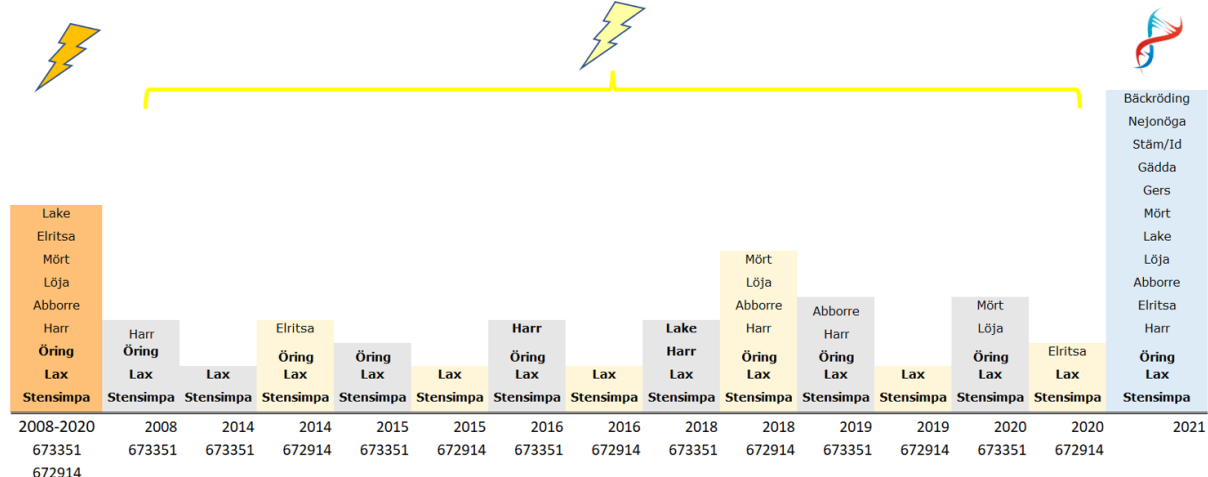 Lake
Elritsa
Mört
Löja
Abborre
Harr
Öring
Lax
Stensimpa
2008-2020
673351
672914
Harr
Öring
Lax
Stensimpa
2008
673351
Lax
Stensimpa
2014
673351
Elritsa
Öring
Lax
Stensimpa
2014
672914
Öring
Lax
Stensimpa
2015
673351
Lax
Stensimpa
2015
672914
Harr
Öring
Lax
Stensimpa
2016
673351
Lax
Stensimpa
2016
672914
Lake
Harr
Lax
Stensimpa
2018
673351
Mört
Löja
Abborre
Harr
Öring
Lax
Stensimpa
2018
672914
Abborre
Harr
Öring
Lax
Stensimpa
2019
673351
Lax
Stensimpa
2019
672914
Mört
Löja
Öring
Lax
Stensimpa
2020
673351
Elritsa
Lax
Stensimpa
2020
672914
Bäckröding
Nejonöga
Stäm/Id
Gädda
Gers
Mört
Lake
Löja
Abborre
Elritsa
Harr
Öring
Lax
Stensimpa
2021